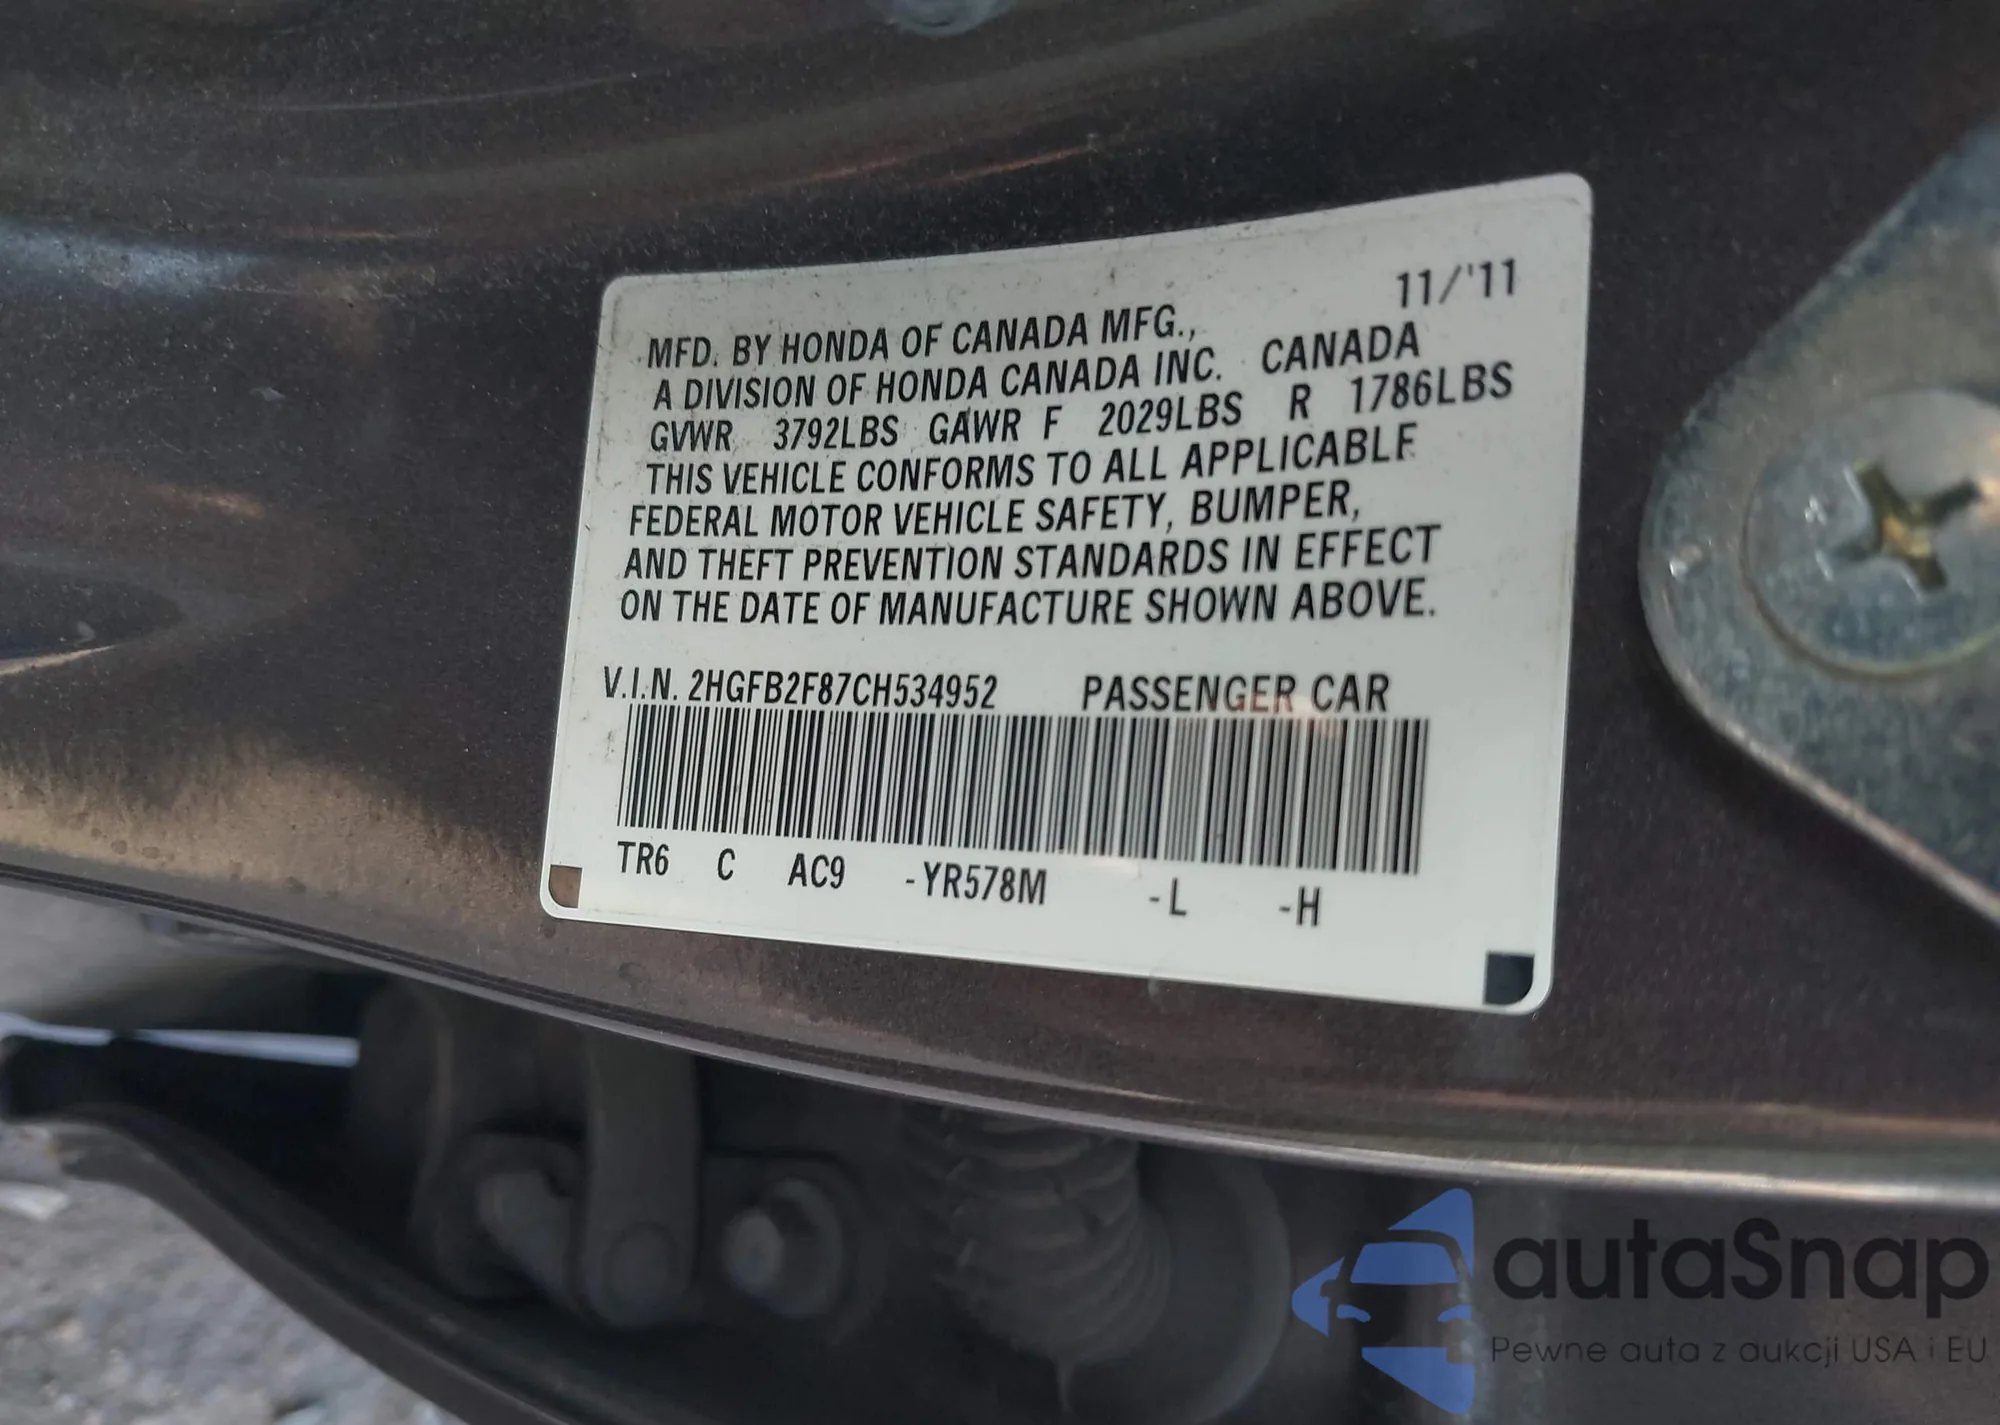 11/'11
MFD. BY HONDA OF CANADA MFG.,
A DIVISION OF HONDA CANADA INC. CANADA
GVWR 3792LBS GAWR F 2029LBS R 1786LBS
THIS VEHICLE CONFORMS TO ALL APPLICABLE
FEDERAL MOTOR VEHICLE SAFETY, BUMPER,
AND THEFT PREVENTION STANDARDS IN EFFECT
ON THE DATE OF MANUFACTURE SHOWN ABOVE.
V.I.N. 2HGFB2F87CH534952 PASSENGER CAR
TR6 C AC9 -YR578M -L -H
autaSnap
Pewne auta z aukcji USA i EU